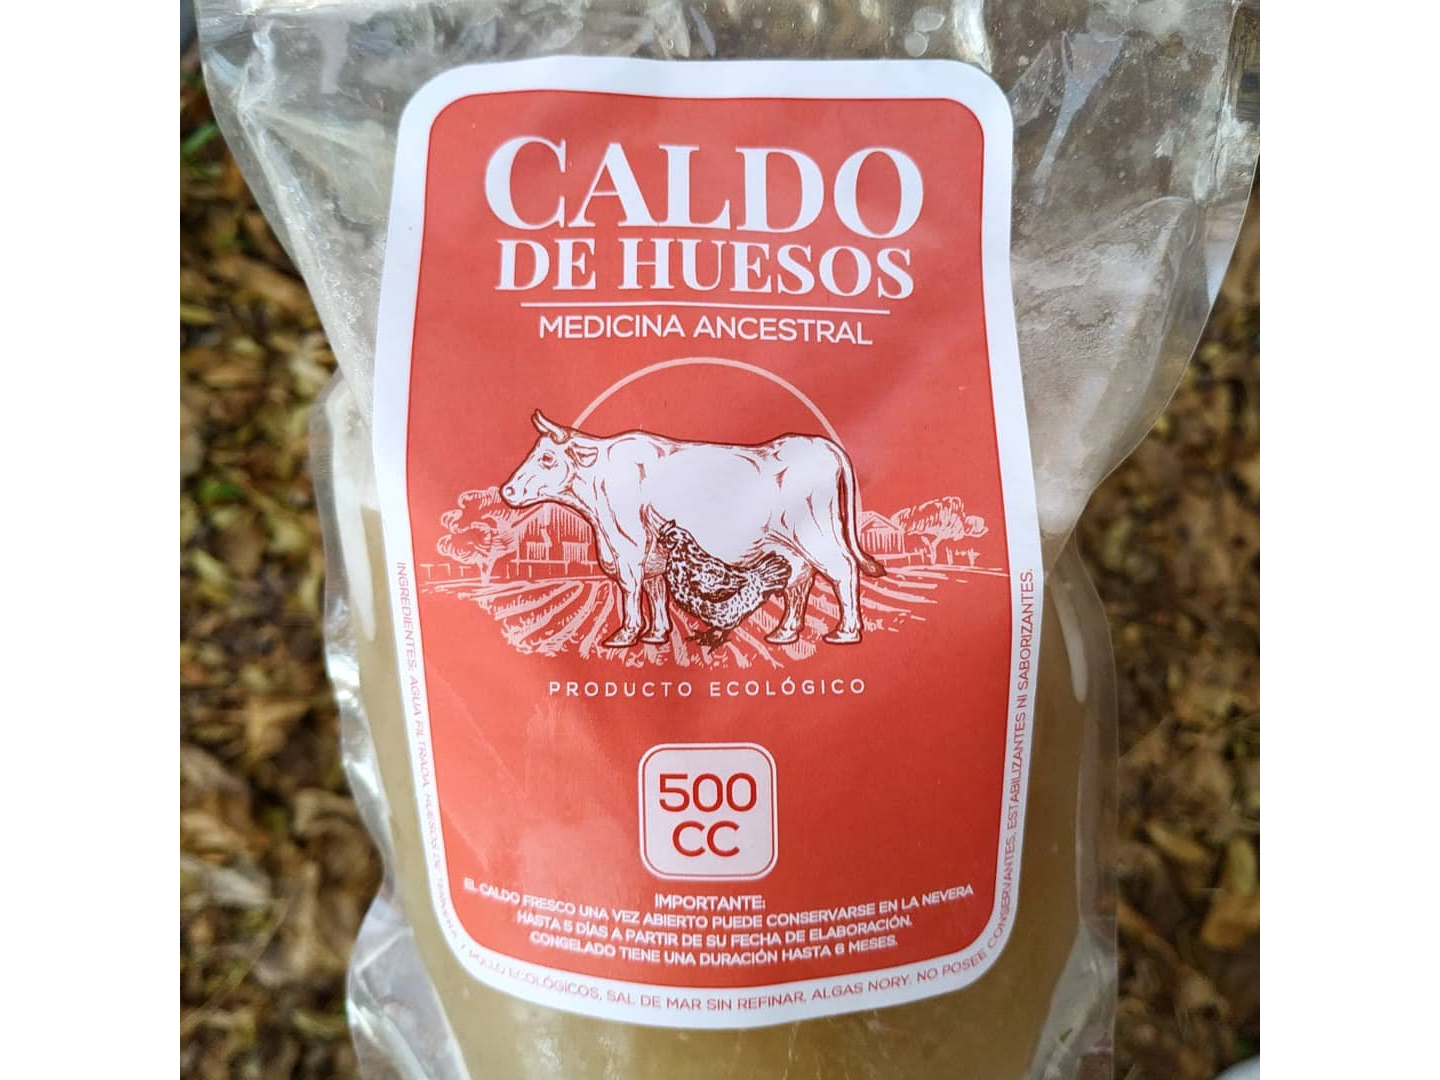 CALDO
DE HUESOS
MEDICINA ANCESTRAL
PRODUCTO ECOLÓGICO
500
CC
IMPORTANTE:
EL CALDO FRESCO UNA VEZ ABIERTO PUEDE CONSERVARSE EN LA NEVERA
HASTA 5 DÍAS A PARTIR DE SU FECHA DE ELABORACIÓN.
CONGELADO TIENE UNA DURACIÓN HASTA 6 MESES.
INGREDIENTES: AGUA FILTRADA, HUESOS DE TERNERA Y POLLO ECOLÓGICOS, SAL DE MAR SIN REFINAR, ALGAS NORY. NO POSEE CONSERVANTES, ESTABILIZANTES NI SABORIZANTES.